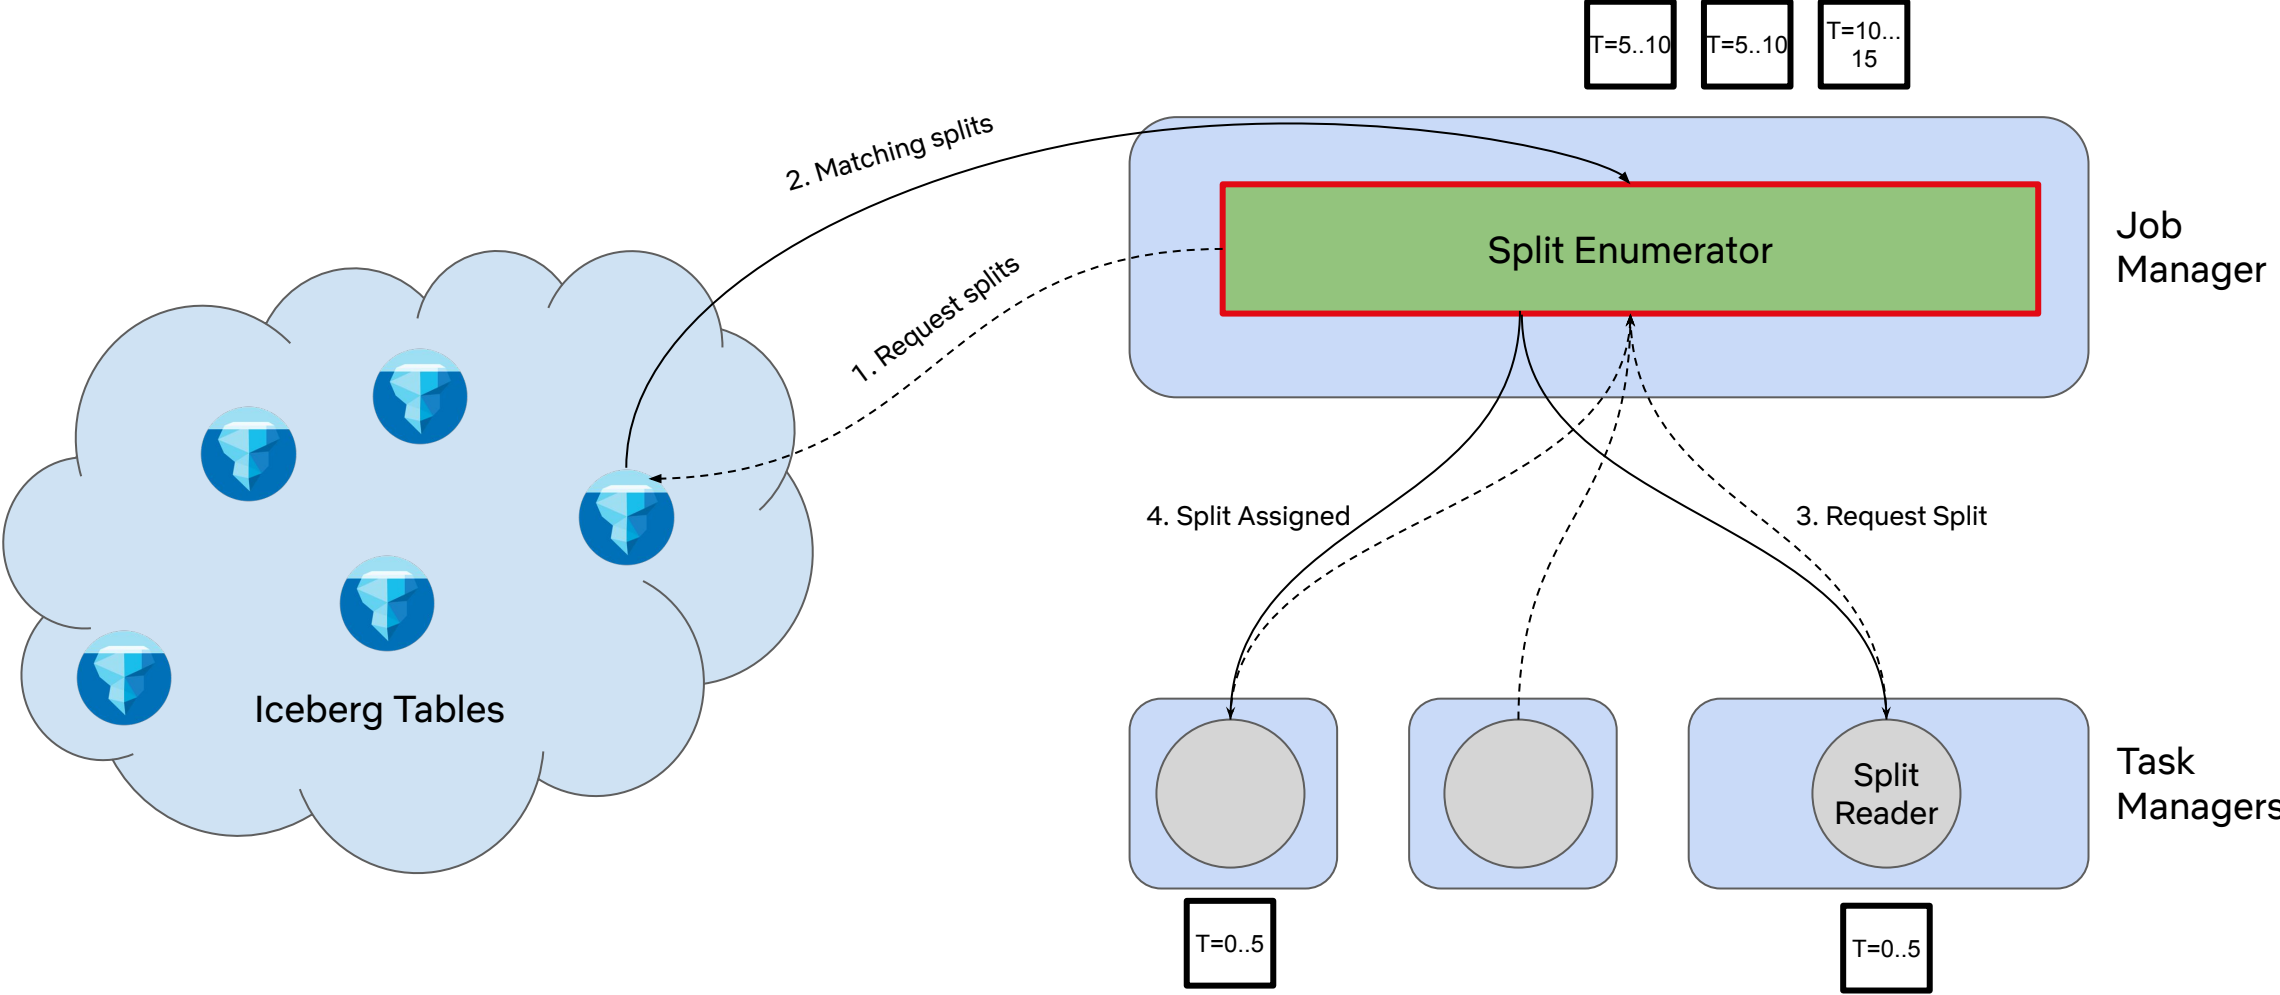 T=5..10
T=5..10
T=10...
15
2. Matching splits
1. Request splits
Split Enumerator
Job
Manager
4. Split Assigned
3. Request Split
Iceberg Tables
Split
Reader
Task
Managers
T=0..5
T=0..5